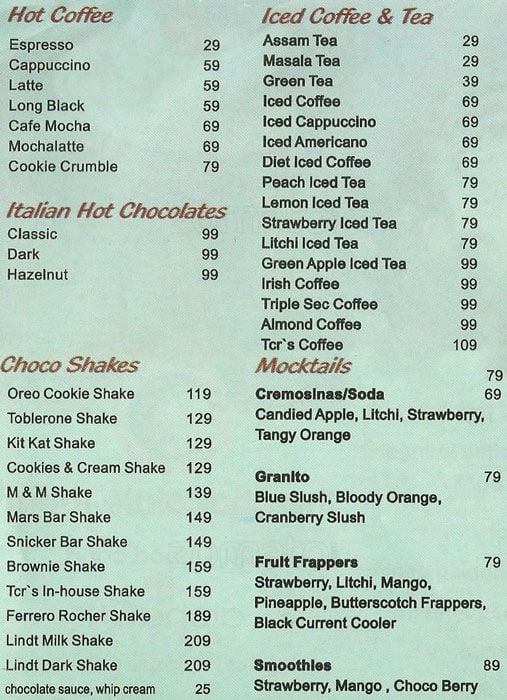 Hot Coffee
Espresso 29
Cappuccino 59
Latte 59
Long Black 59
Cafe Mocha 69
Mochalatte 69
Cookie Crumble 79
Italian Hot Chocolates
Classic 99
Dark 99
Hazelnut 99
Iced Coffee & Tea
Assam Tea 29
Masala Tea 29
Green Tea 39
Iced Coffee 69
Iced Cappuccino 69
Iced Americano 69
Diet Iced Coffee 69
Peach Iced Tea 79
Lemon Iced Tea 79
Strawberry Iced Tea 79
Litchi Iced Tea 79
Green Apple Iced Tea 99
Irish Coffee 99
Triple Sec Coffee 99
Almond Coffee 99
Tcr`s Coffee 109
Choco Shakes
Oreo Cookie Shake 119
Toblerone Shake 129
Kit Kat Shake 129
Cookies & Cream Shake 129
M & M Shake 139
Mars Bar Shake 149
Snicker Bar Shake 149
Brownie Shake 159
Tcr`s In-house Shake 159
Ferrero Rocher Shake 189
Lindt Milk Shake 209
Lindt Dark Shake 209
chocolate sauce, whip cream 25
Mocktails
79
Cremosinas/Soda 69
Candied Apple, Litchi, Strawberry,
Tangy Orange
Granito 79
Blue Slush, Bloody Orange,
Cranberry Slush
Fruit Frappers 79
Strawberry, Litchi, Mango,
Pineapple, Butterscotch Frappers,
Black Current Cooler
Smoothies 89
Strawberry, Mango , Choco Berry